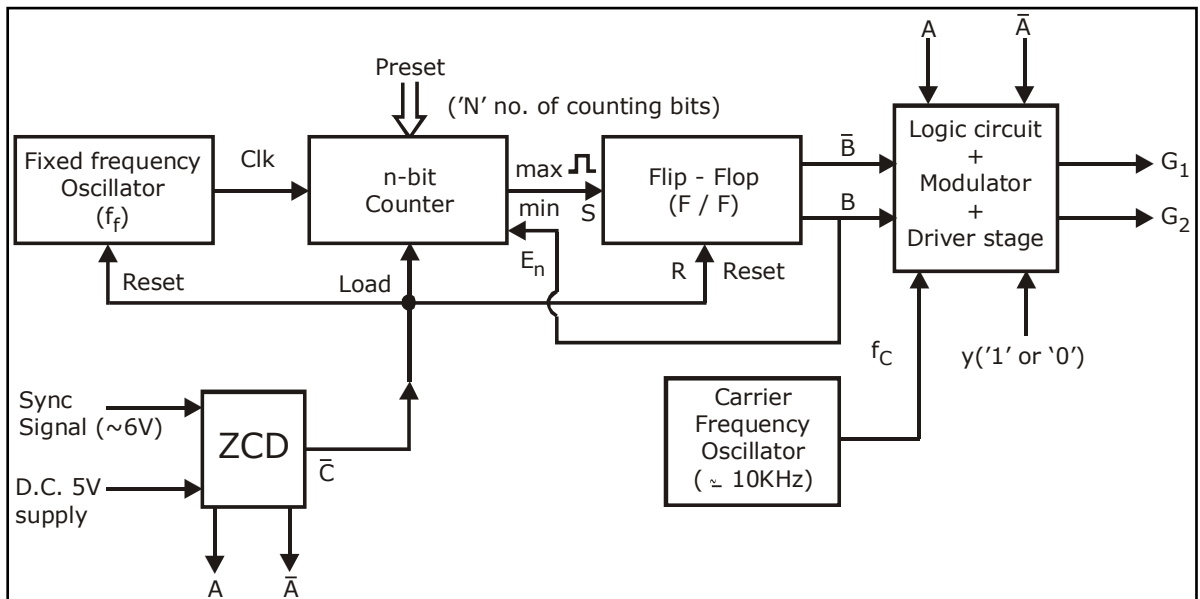 A
Ā
Preset
('N' no. of counting bits)
Fixed frequency
Oscillator
(f_f)
Clk
n-bit
Counter
max
min
S
E_n
Flip - Flop
(F / F)
B̄
B
Logic circuit
+
Modulator
+
Driver stage
G_1
G_2
Reset
Load
R
Reset
f_C
y('1' or ‘0’)
Sync
Signal (~6V)
D.C. 5V
supply
ZCD
C̄
A
Ā
Carrier
Frequency
Oscillator
( ≃ 10KHz)